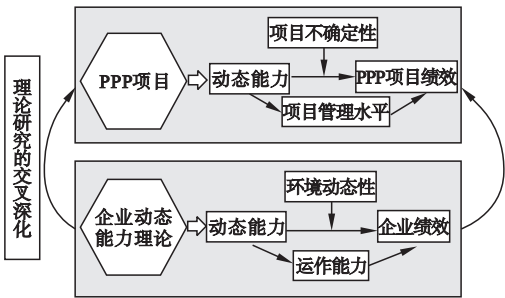 理论研究的交叉深化
项目不确定性
PPP项目
动态能力
PPP项目绩效
项目管理水平
环境动态性
企业动态
能力理论
动态能力
企业绩效
运作能力